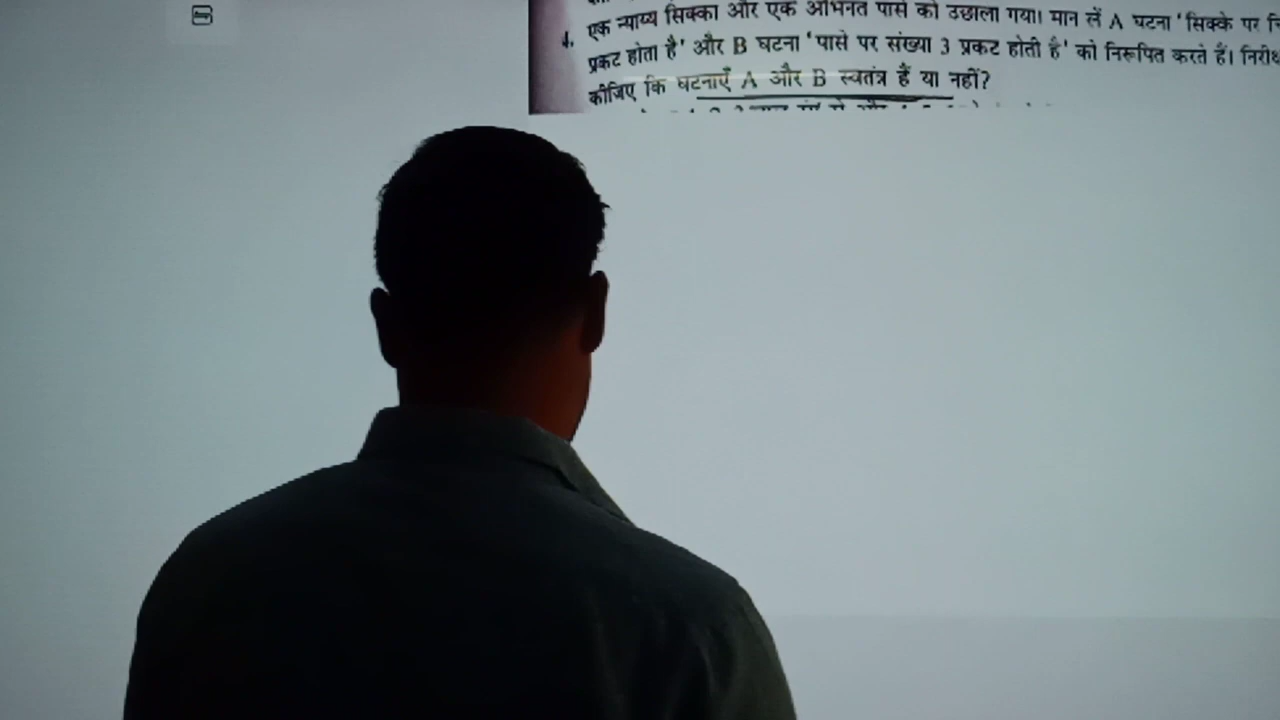 4. एक न्याय्य सिक्का और एक अभिनत पासे को उछाला गया। मान लें A घटना 'सिक्के पर
प्रकट होता है' और B घटना 'पासे पर संख्या 3 प्रकट होती है' को निरूपित करते हैं।
कीजिए कि घटनाएँ A और B स्वतंत्र हैं या नहीं?